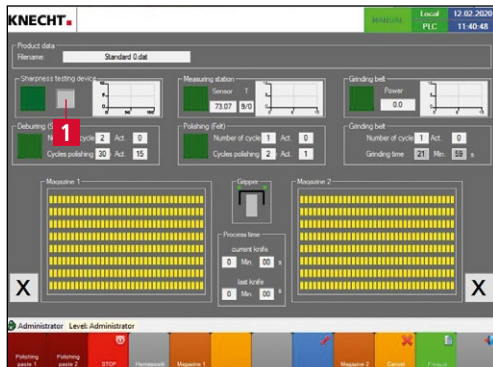 KNECHT
MANUAL
Local
PLC
12.02.2020
11:40:48
Product data
Filename:
Standard 0.dat
Sharpness testing device
Measuring station
Sensor T
73.07 9/0
Grinding belt
Power
0.0
1
Deburring
cycle 2 Act. 0
Cycles polishing 30 Act. 15
Polishing (Felt)
Number of cycle 1 Act. 0
Cycles polishing 2 Act. 1
Grinding belt
Number of cycle 1 Act. 0
Grinding time 21 Min. 59 s
Magazine 1
Gripper
Magazine 2
Process time
current knife
0 Min. 00 s
last knife
0 Min. 00 s
X
X
Administrator Level: Administrator
Polishing paste 1
Polishing paste 2
STOP
Magazine 1
Magazine 2
Cancel